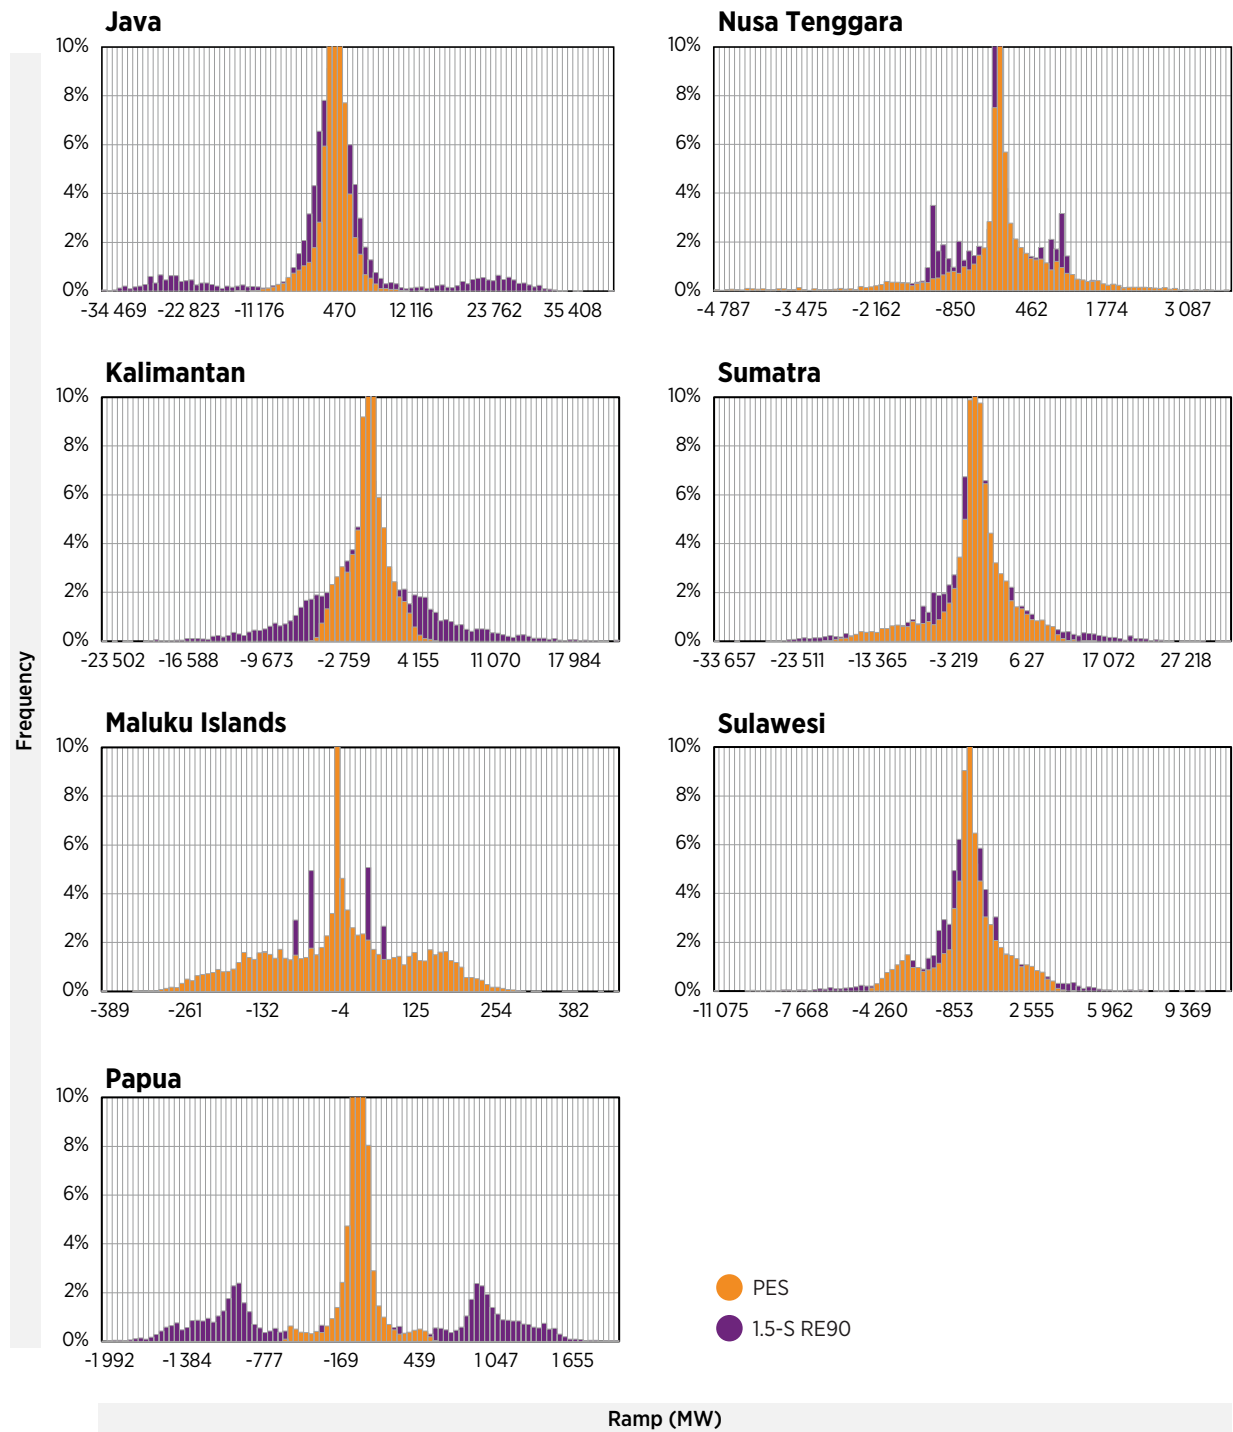 Java
10%
8%
6%
4%
2%
0%
-34 469 -22 823 -11 176 470 12 116 23 762 35 408
Nusa Tenggara
10%
8%
6%
4%
2%
0%
-4 787 -3 475 -2 162 -850 462 1 774 3 087
Kalimantan
10%
8%
6%
4%
2%
0%
-23 502 -16 588 -9 673 -2 759 4 155 11 070 17 984
Sumatra
10%
8%
6%
4%
2%
0%
-33 657 -23 511 -13 365 -3 219 6 27 17 072 27 218
Frequency
Maluku Islands
10%
8%
6%
4%
2%
0%
-389 -261 -132 -4 125 254 382
Sulawesi
10%
8%
6%
4%
2%
0%
-11 075 -7 668 -4 260 -853 2 555 5 962 9 369
Papua
10%
8%
6%
4%
2%
0%
-1 992 -1 384 -777 -169 439 1 047 1 655
PES
1.5-S RE90
Ramp (MW)